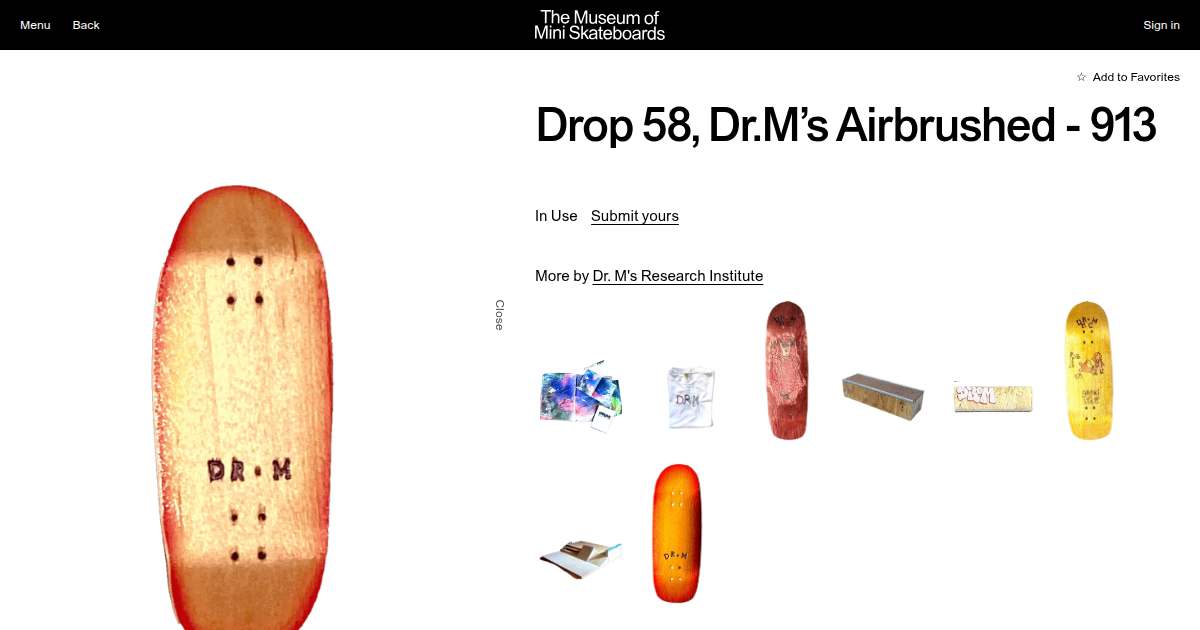 Menu
Back
The Museum of
Mini Skateboards
Sign in
☆ Add to Favorites
Drop 58, Dr.M’s Airbrushed - 913
In Use Submit yours
More by Dr. M's Research Institute
Close
DR•M
DR M
DR•M